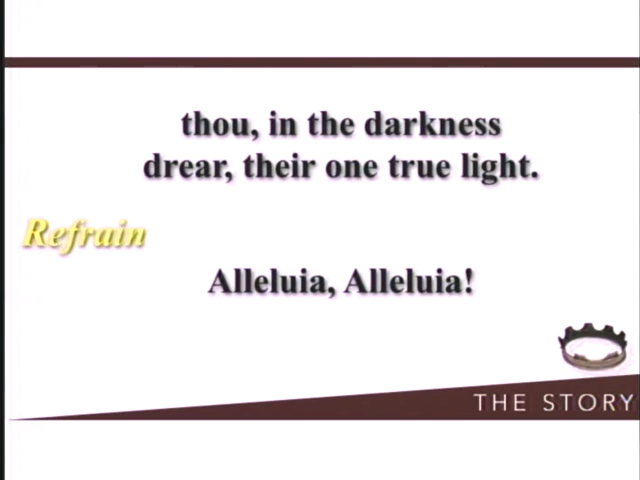 thou, in the darkness
drear, their one true light.
Refrain
Alleluia, Alleluia!
THE STORY